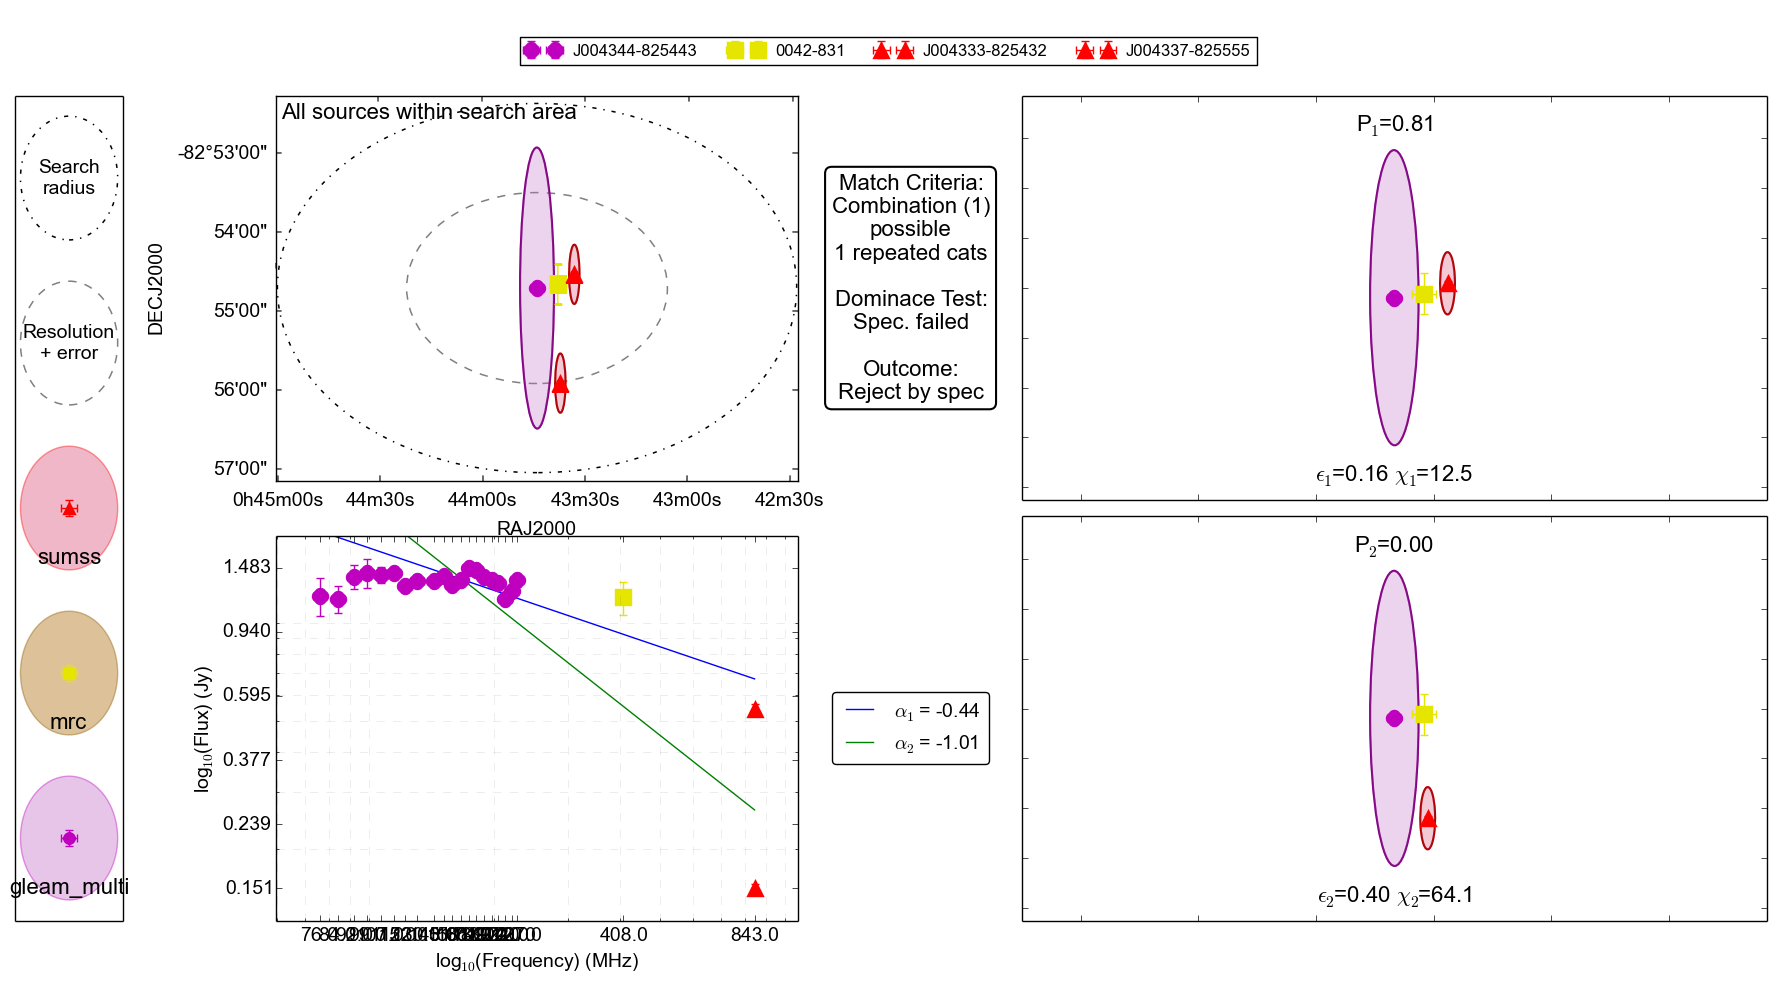 J004344-825443 0042-831 J004333-825432 J004337-825555
Search
radius
Resolution
+ error
sumss
mrc
gleam_multi
All sources within search area
DECJ2000
-82°53'00"
54'00"
55'00"
56'00"
57'00"
0h45m00s 44m30s 44m00s 43m30s 43m00s 42m30s
RAJ2000
Match Criteria:
Combination (1)
possible
1 repeated cats
Dominace Test:
Spec. failed
Outcome:
Reject by spec
P₁=0.81
ϵ₁=0.16 χ₁=12.5
P₂=0.00
ϵ₂=0.40 χ₂=64.1
log₁₀(Flux) (Jy)
1.483
0.940
0.595
0.377
0.239
0.151
408.0 843.0
log₁₀(Frequency) (MHz)
α₁ = -0.44
α₂ = -1.01